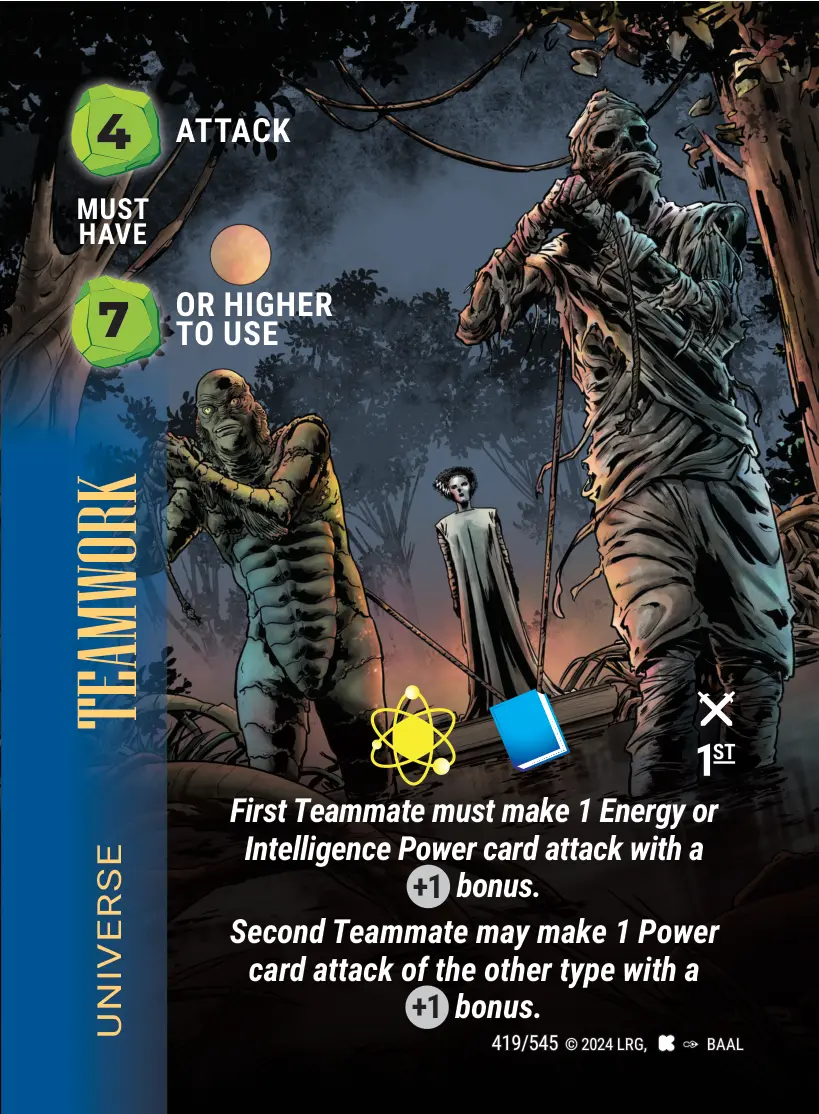 4 ATTACK
MUST
HAVE
7 OR HIGHER
TO USE
TEAMWORK
UNIVERSE
1ST
First Teammate must make 1 Energy or
Intelligence Power card attack with a
+1 bonus.
Second Teammate may make 1 Power
card attack of the other type with a
+1 bonus.
419/545 © 2024 LRG, BAAL